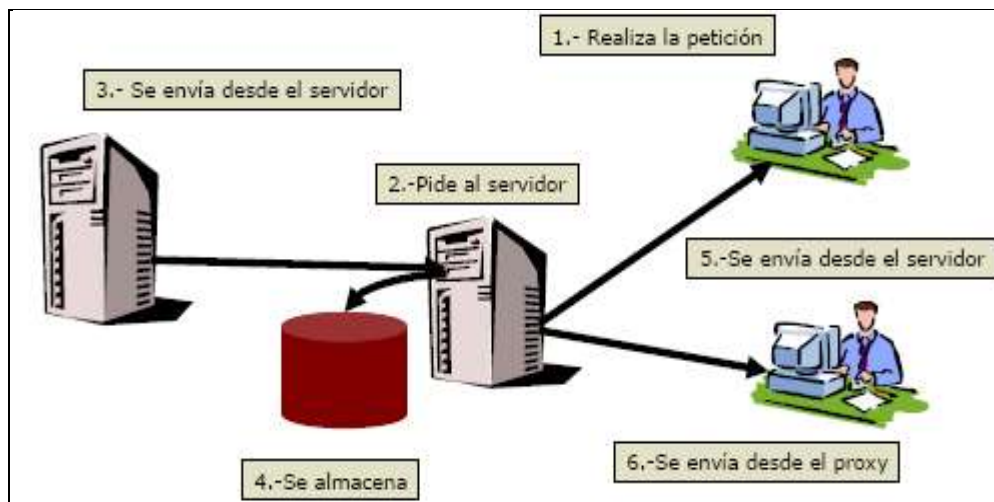 1.- Realiza la petición
3.- Se envía desde el servidor
2.-Pide al servidor
5.-Se envía desde el servidor
6.-Se envía desde el proxy
4.-Se almacena